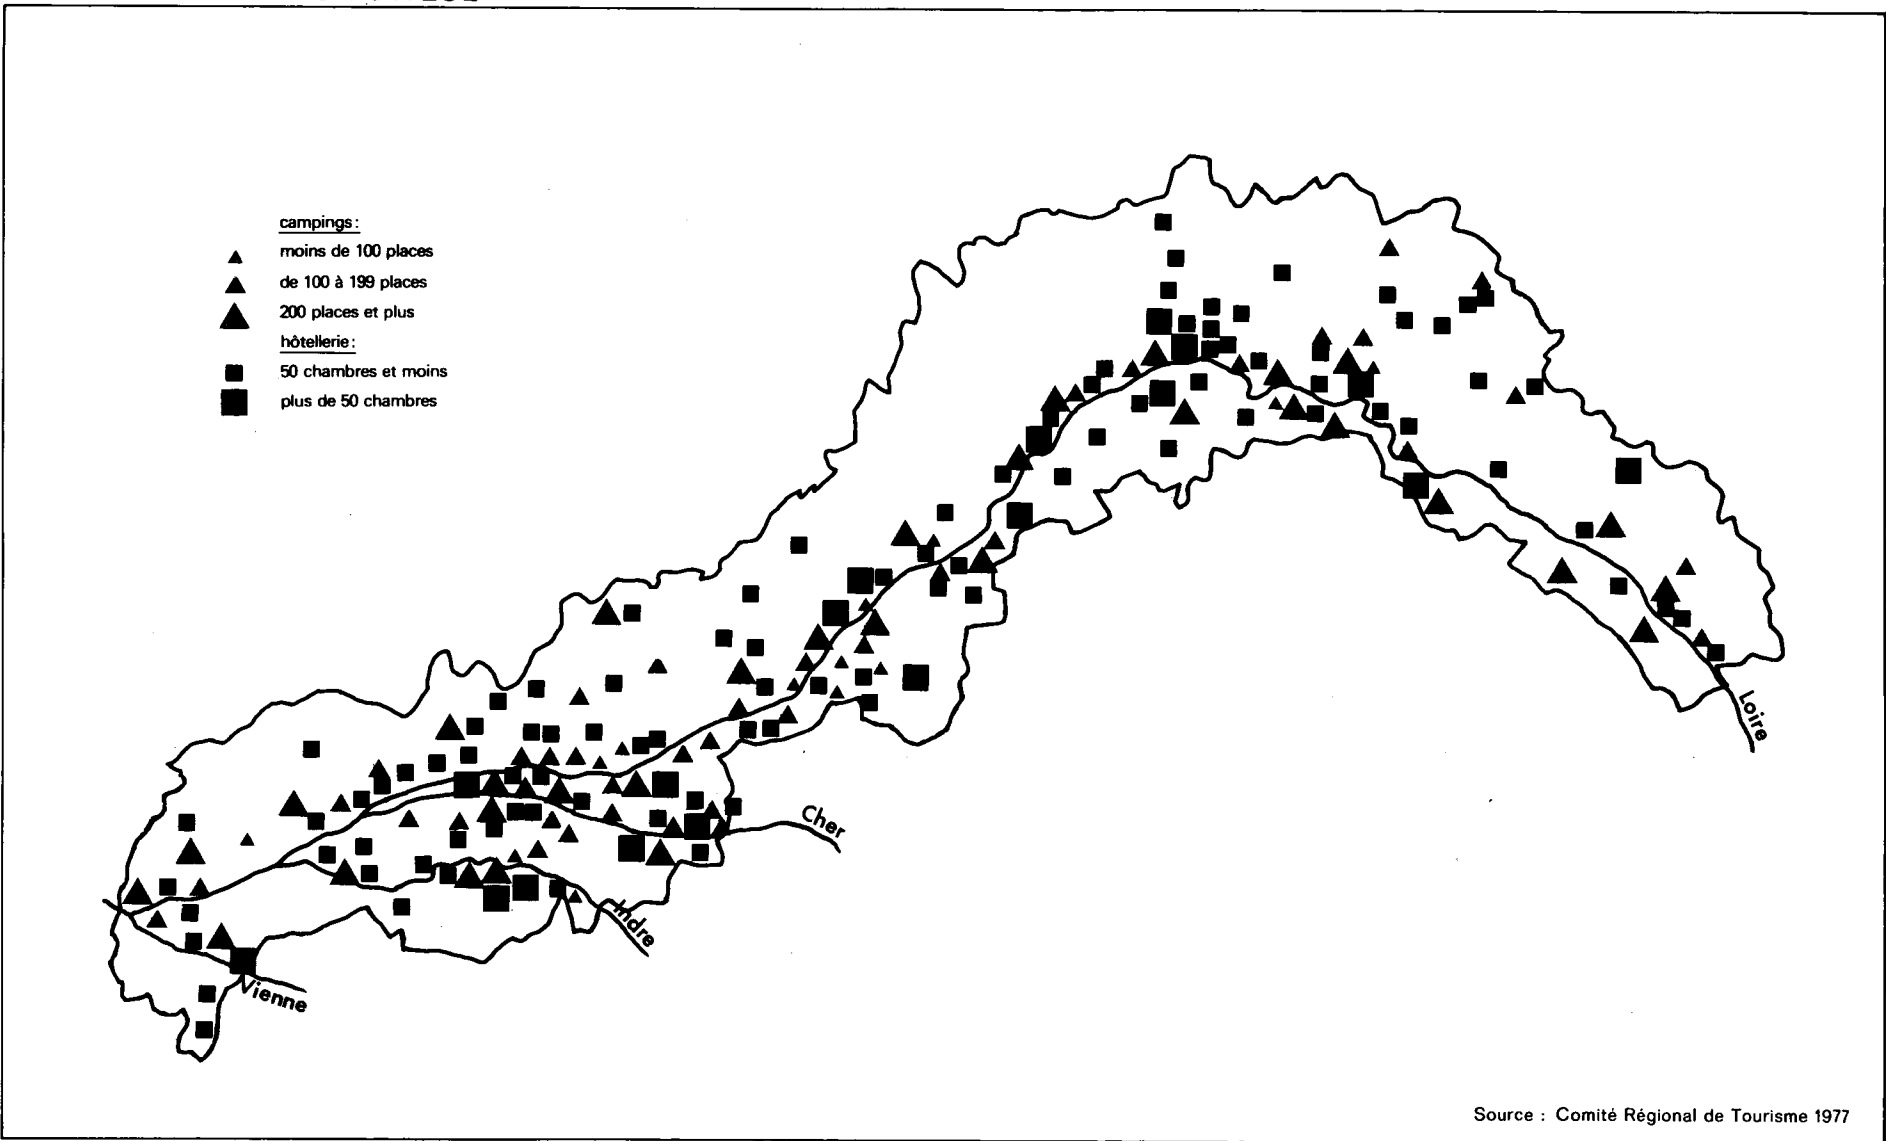 campings :
moins de 100 places
de 100 à 199 places
200 places et plus
hôtellerie :
50 chambres et moins
plus de 50 chambres
Loire
Cher
Indre
Vienne
Source : Comité Régional de Tourisme 1977